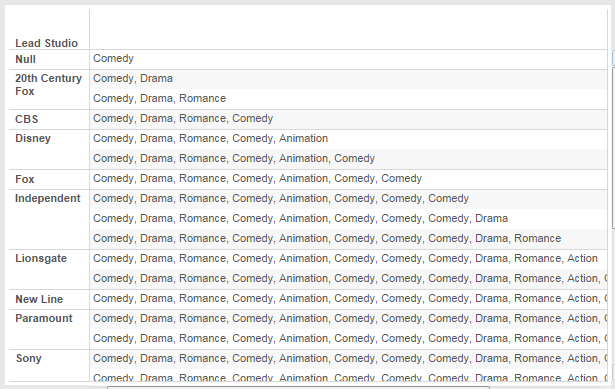 Lead Studio
Null Comedy
20th Century Fox Comedy, Drama
Comedy, Drama, Romance
CBS Comedy, Drama, Romance, Comedy
Disney Comedy, Drama, Romance, Comedy, Animation
Comedy, Drama, Romance, Comedy, Animation, Comedy
Fox Comedy, Drama, Romance, Comedy, Animation, Comedy, Comedy
Independent Comedy, Drama, Romance, Comedy, Animation, Comedy, Comedy, Comedy
Comedy, Drama, Romance, Comedy, Animation, Comedy, Comedy, Comedy, Drama
Comedy, Drama, Romance, Comedy, Animation, Comedy, Comedy, Comedy, Drama, Romance
Lionsgate Comedy, Drama, Romance, Comedy, Animation, Comedy, Comedy, Comedy, Drama, Romance, Action
Comedy, Drama, Romance, Comedy, Animation, Comedy, Comedy, Comedy, Drama, Romance, Action,
New Line Comedy, Drama, Romance, Comedy, Animation, Comedy, Comedy, Comedy, Drama, Romance, Action,
Paramount Comedy, Drama, Romance, Comedy, Animation, Comedy, Comedy, Comedy, Drama, Romance, Action,
Comedy, Drama, Romance, Comedy, Animation, Comedy, Comedy, Comedy, Drama, Romance, Action,
Sony Comedy, Drama, Romance, Comedy, Animation, Comedy, Comedy, Comedy, Drama, Romance, Action,
Comedy, Drama, Romance, Comedy, Animation, Comedy, Comedy, Comedy, Drama, Romance, Action,